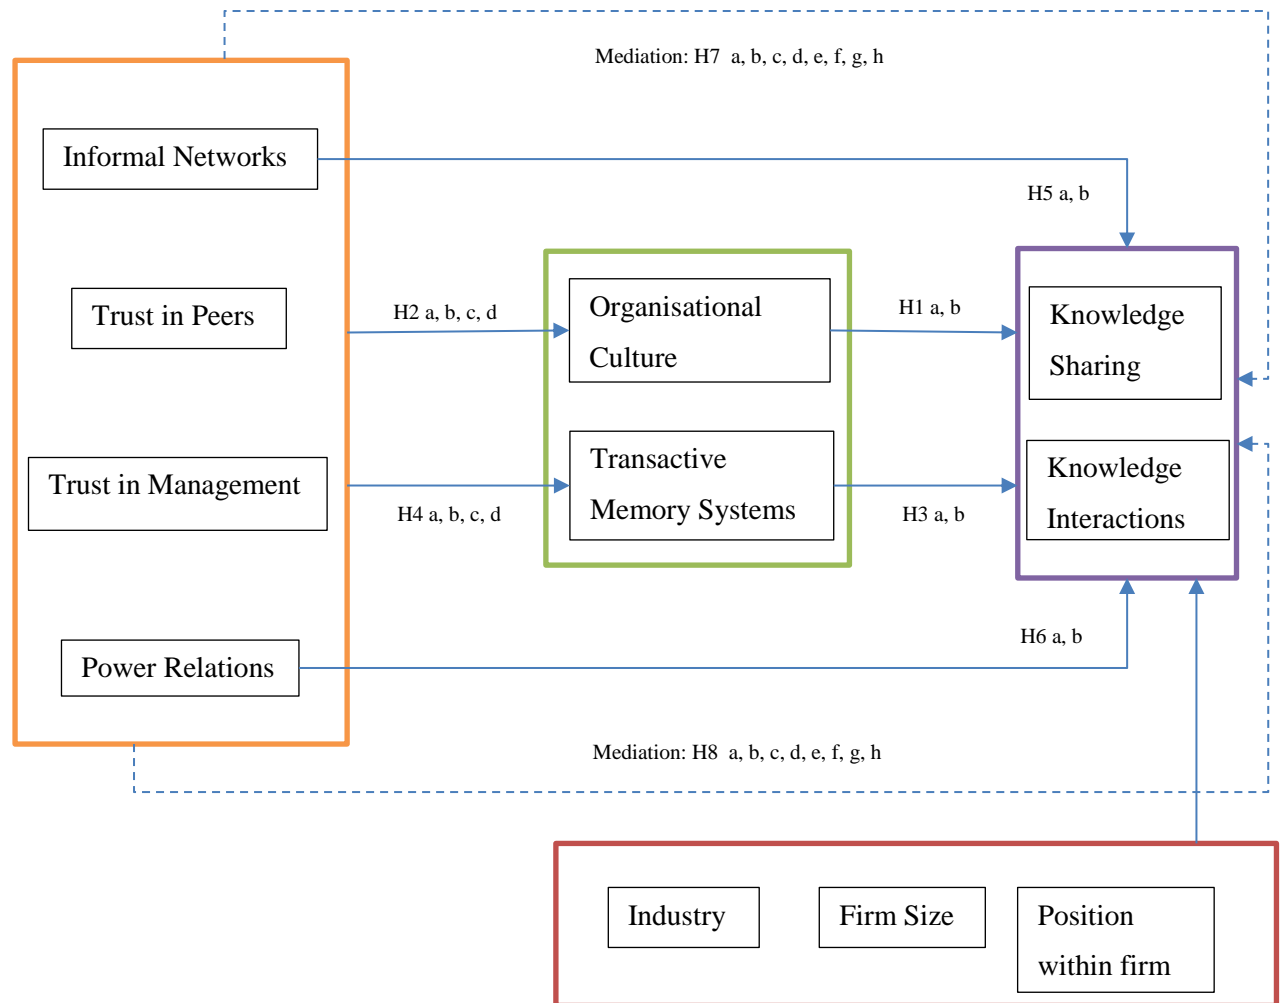 Mediation: H7 a, b, c, d, e, f, g, h
Informal Networks
H5 a, b
Trust in Peers
H2 a, b, c, d
Organisational
Culture
H1 a, b
Knowledge
Sharing
Trust in Management
H4 a, b, c, d
Transactive
Memory Systems
H3 a, b
Knowledge
Interactions
Power Relations
H6 a, b
Mediation: H8 a, b, c, d, e, f, g, h
Industry
Firm Size
Position
within firm